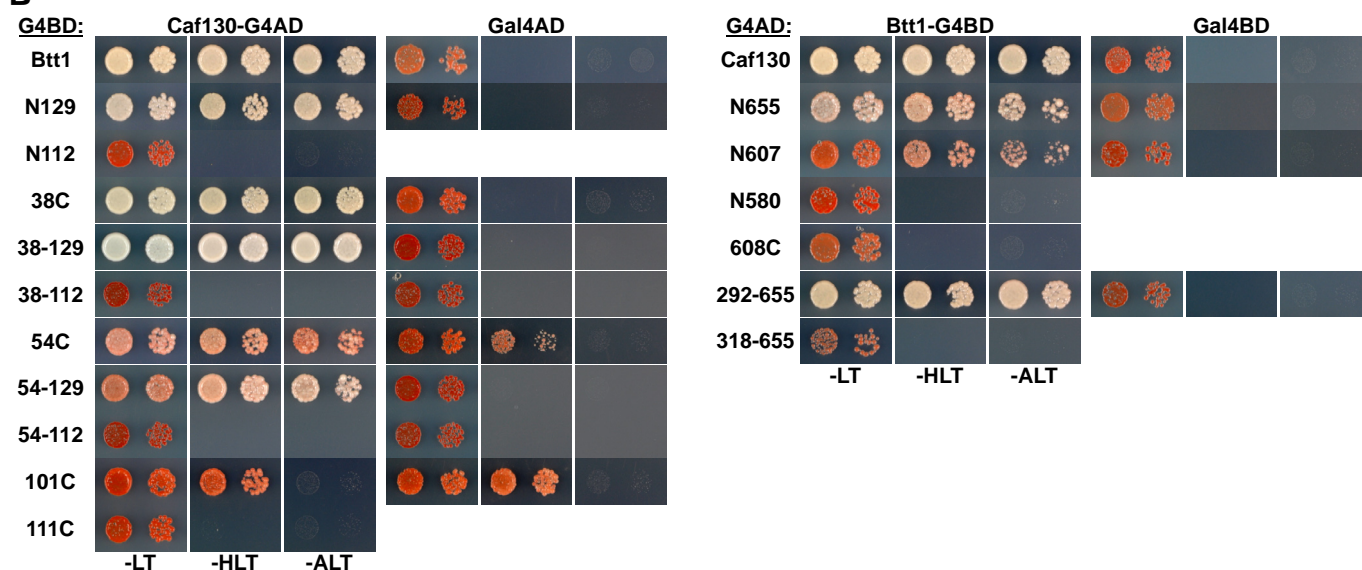 G4BD: Caf130-G4AD Gal4AD
Btt1
N129
N112
38C
38-129
38-112
54C
54-129
54-112
101C
111C
-LT -HLT -ALT
G4AD: Btt1-G4BD Gal4BD
Caf130
N655
N607
N580
608C
292-655
318-655
-LT -HLT -ALT